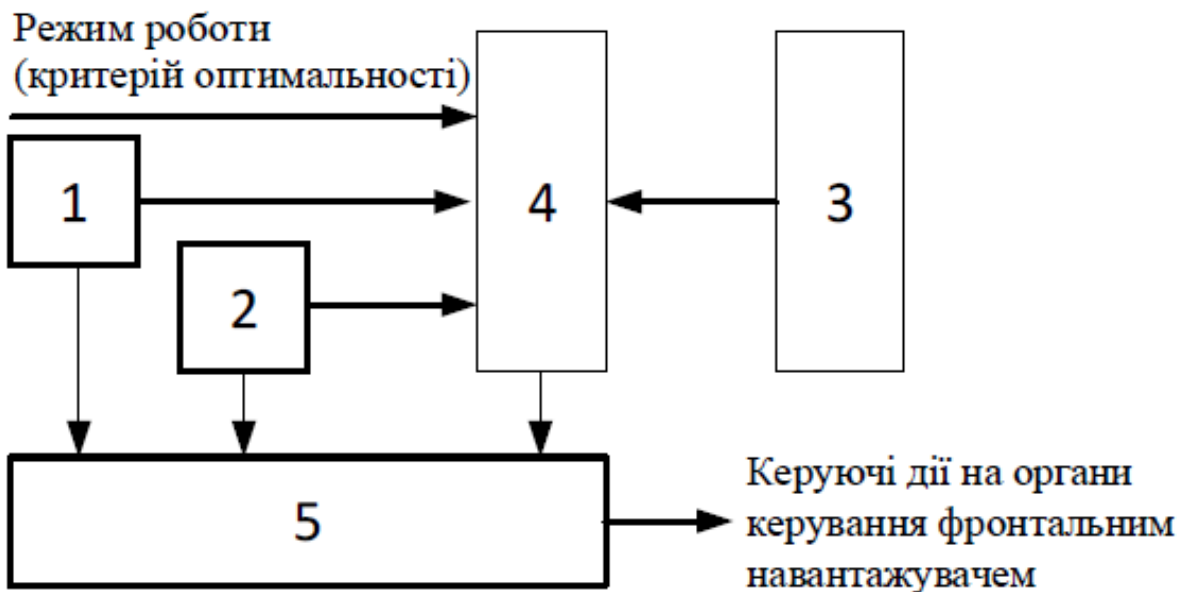 Режим роботи
(критерій оптимальності)
1
4
3
2
5
Керуючі дії на органи
керування фронтальним
навантажувачем